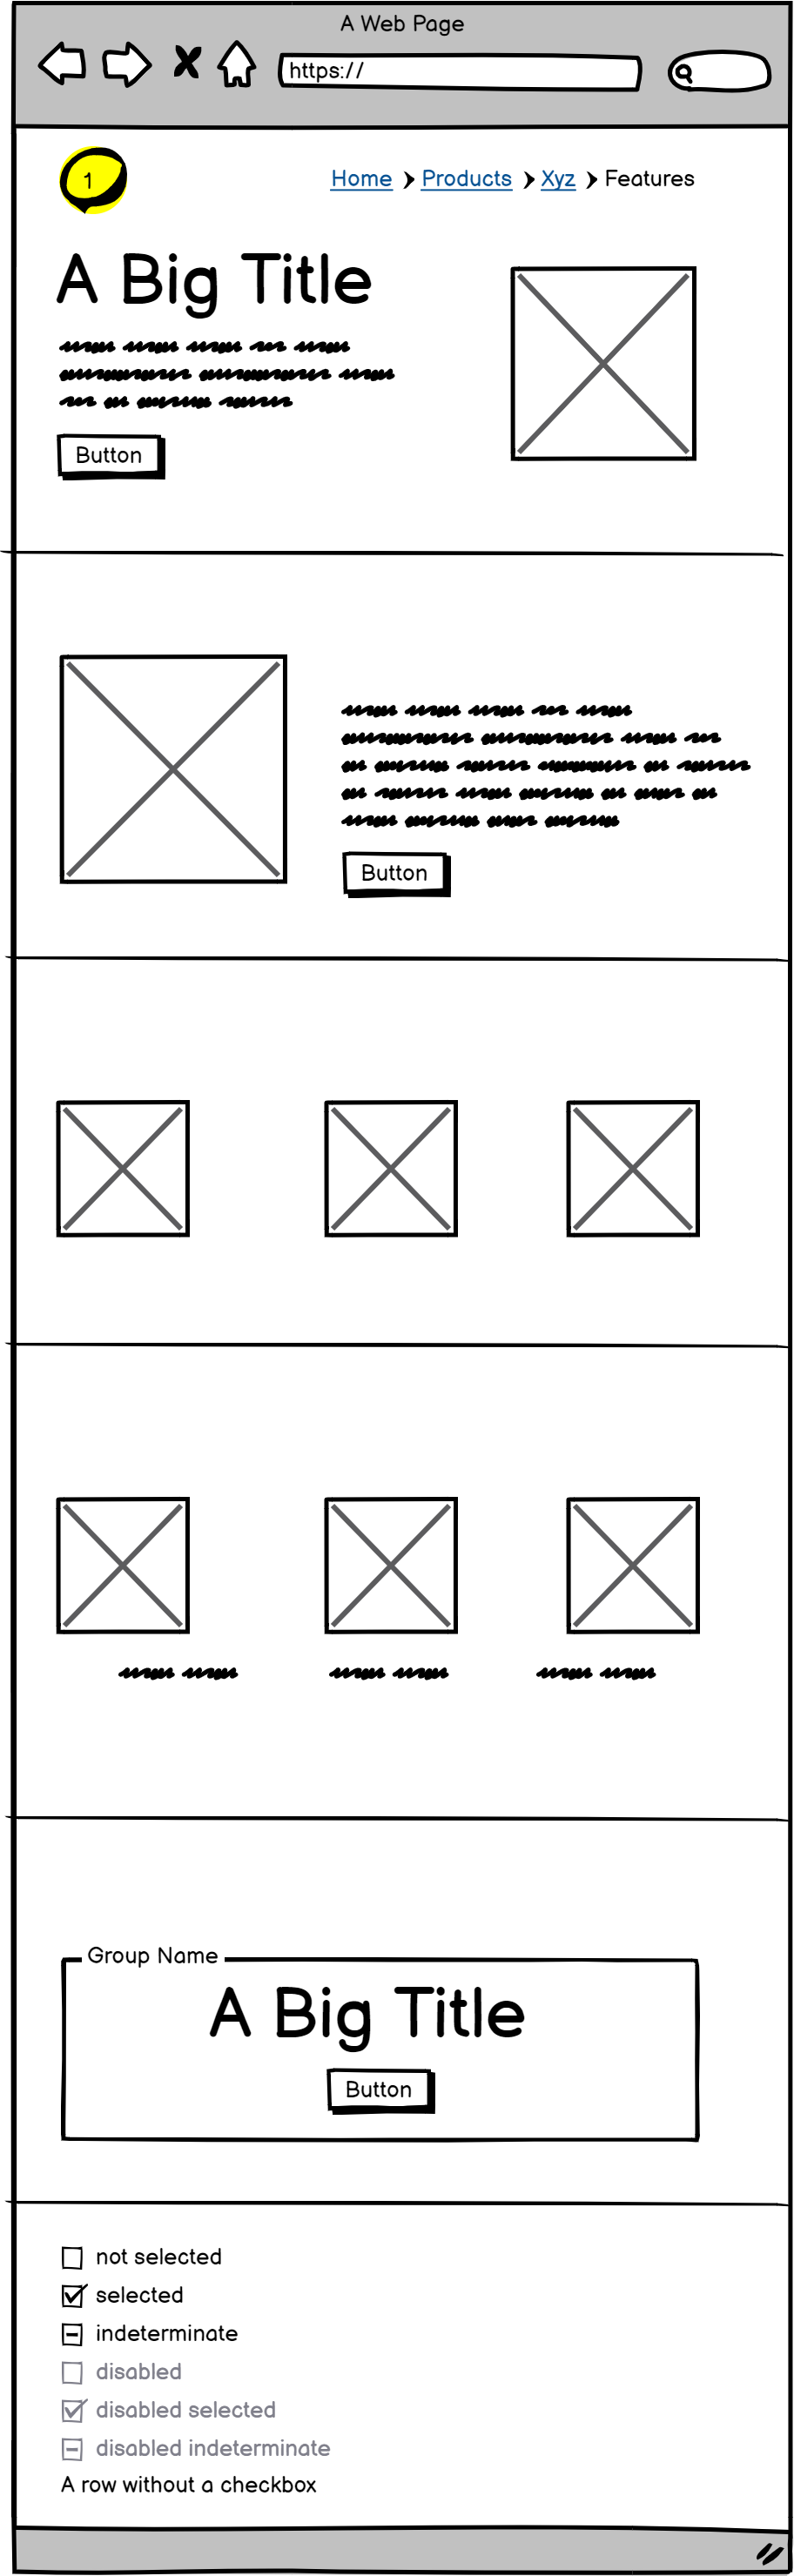 A Web Page
https://
1
Home Products Xyz Features
A Big Title
Button
Button
Group Name
A Big Title
Button
not selected
selected
indeterminate
disabled
disabled selected
disabled indeterminate
A row without a checkbox